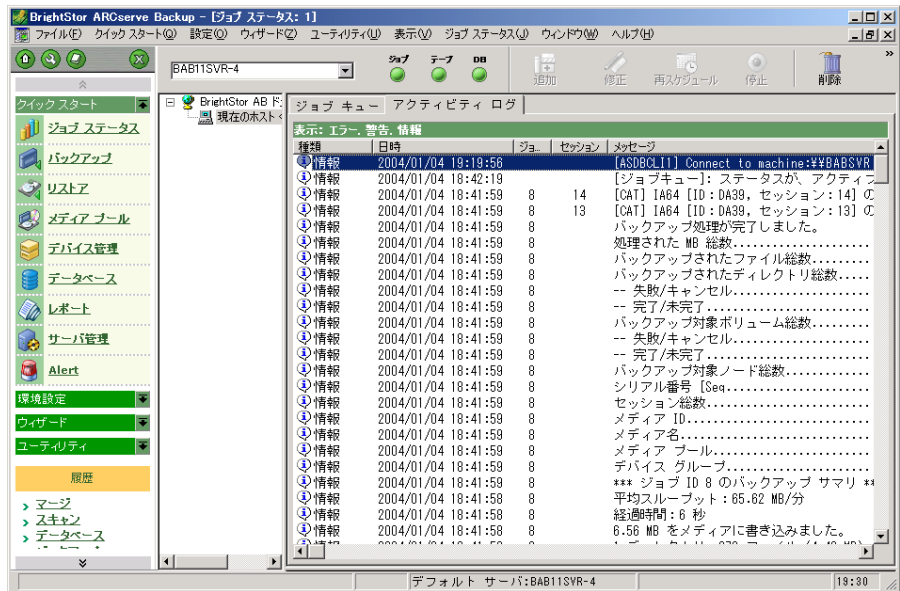 BrightStor ARCserve Backup - [ジョブ ステータス: 1]
ファイル(F) クイック スタート(Q) 設定(O) ウィザード(Z) ユーティリティ(U) 表示(V) ジョブ ステータス(J) ウィンドウ(W) ヘルプ(H)
BAB11SVR-4
ジョブ テープ DB
追加 修正 再スケジュール 停止 削除
クイック スタート
ジョブ ステータス
バックアップ
リストア
メディア プール
デバイス管理
データベース
レポート
サーバ管理
Alert
環境設定
ウィザード
ユーティリティ
履歴
マージ
スキャン
データベース
BrightStor AB ド
現在のホスト
ジョブ キュー アクティビティ ログ
表示: エラー, 警告, 情報
種類 日時 ジョ... セッション メッセージ
情報 2004/01/04 19:19:56 [ASDBCLI1] Connect to machine:¥¥BABSVR
情報 2004/01/04 18:42:19 [ジョブキュー]: ステータスが、アクティブ
情報 2004/01/04 18:41:59 8 14 [CAT] IA64 [ID：DA39, セッション：14] の
情報 2004/01/04 18:41:59 8 13 [CAT] IA64 [ID：DA39, セッション：13] の
情報 2004/01/04 18:41:59 8 バックアップ処理が完了しました。
情報 2004/01/04 18:41:59 8 処理された MB 総数......................
情報 2004/01/04 18:41:59 8 バックアップされたファイル総数.........
情報 2004/01/04 18:41:59 8 バックアップされたディレクトリ総数.....
情報 2004/01/04 18:41:59 8 -- 失敗/キャンセル......................
情報 2004/01/04 18:41:59 8 -- 完了/未完了..........................
情報 2004/01/04 18:41:59 8 バックアップ対象ボリューム総数.........
情報 2004/01/04 18:41:59 8 -- 失敗/キャンセル......................
情報 2004/01/04 18:41:59 8 -- 完了/未完了..........................
情報 2004/01/04 18:41:59 8 バックアップ対象ノード総数.............
情報 2004/01/04 18:41:59 8 シリアル番号 [Seq.......................
情報 2004/01/04 18:41:59 8 セッション総数.........................
情報 2004/01/04 18:41:59 8 メディア ID............................
情報 2004/01/04 18:41:59 8 メディア名.............................
情報 2004/01/04 18:41:59 8 メディア プール........................
情報 2004/01/04 18:41:59 8 デバイス グループ......................
情報 2004/01/04 18:41:59 8 *** ジョブ ID 8 のバックアップ サマリ **
情報 2004/01/04 18:41:58 8 平均スループット：65.62 MB/分
情報 2004/01/04 18:41:58 8 経過時間：6 秒
情報 2004/01/04 18:41:58 8 6.56 MB をメディアに書き込みました。
デフォルト サーバ:BAB11SVR-4 19:30